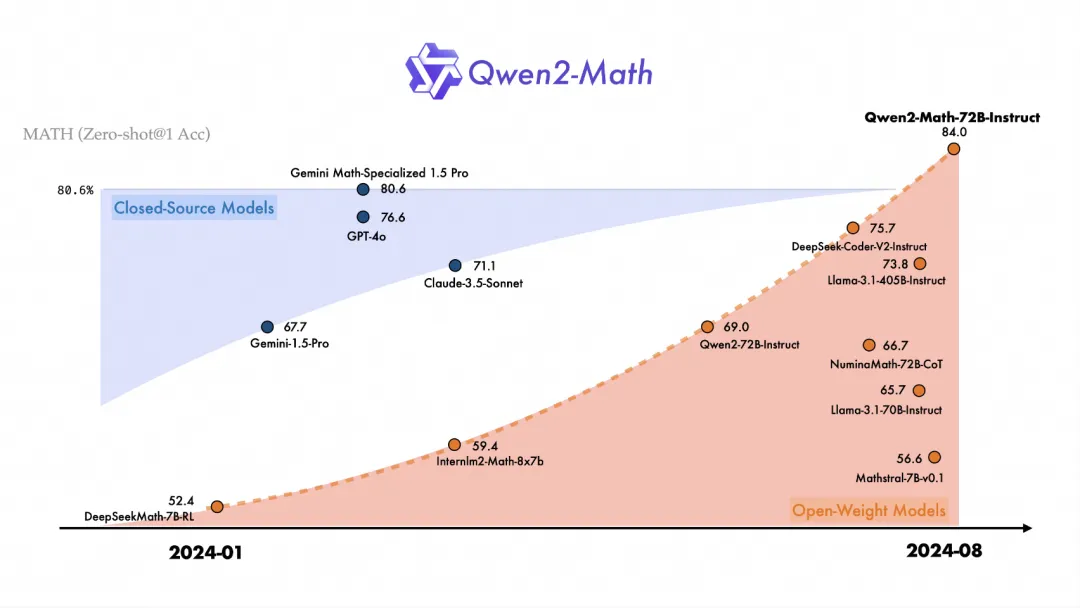 Qwen2-Math
MATH (Zero-shot@1 Acc)
Qwen2-Math-72B-Instruct
84.0
Gemini Math-Specialized 1.5 Pro
80.6%
80.6
Closed-Source Models
76.6
GPT-4o
75.7
DeepSeek-Coder-V2-Instruct
71.1
Claude-3.5-Sonnet
73.8
Llama-3.1-405B-Instruct
67.7
Gemini-1.5-Pro
69.0
Qwen2-72B-Instruct
66.7
NuminaMath-72B-CoT
65.7
Llama-3.1-70B-Instruct
59.4
Internlm2-Math-8x7b
56.6
Mathstral-7B-v0.1
52.4
DeepSeekMath-7B-RL
Open-Weight Models
2024-01
2024-08